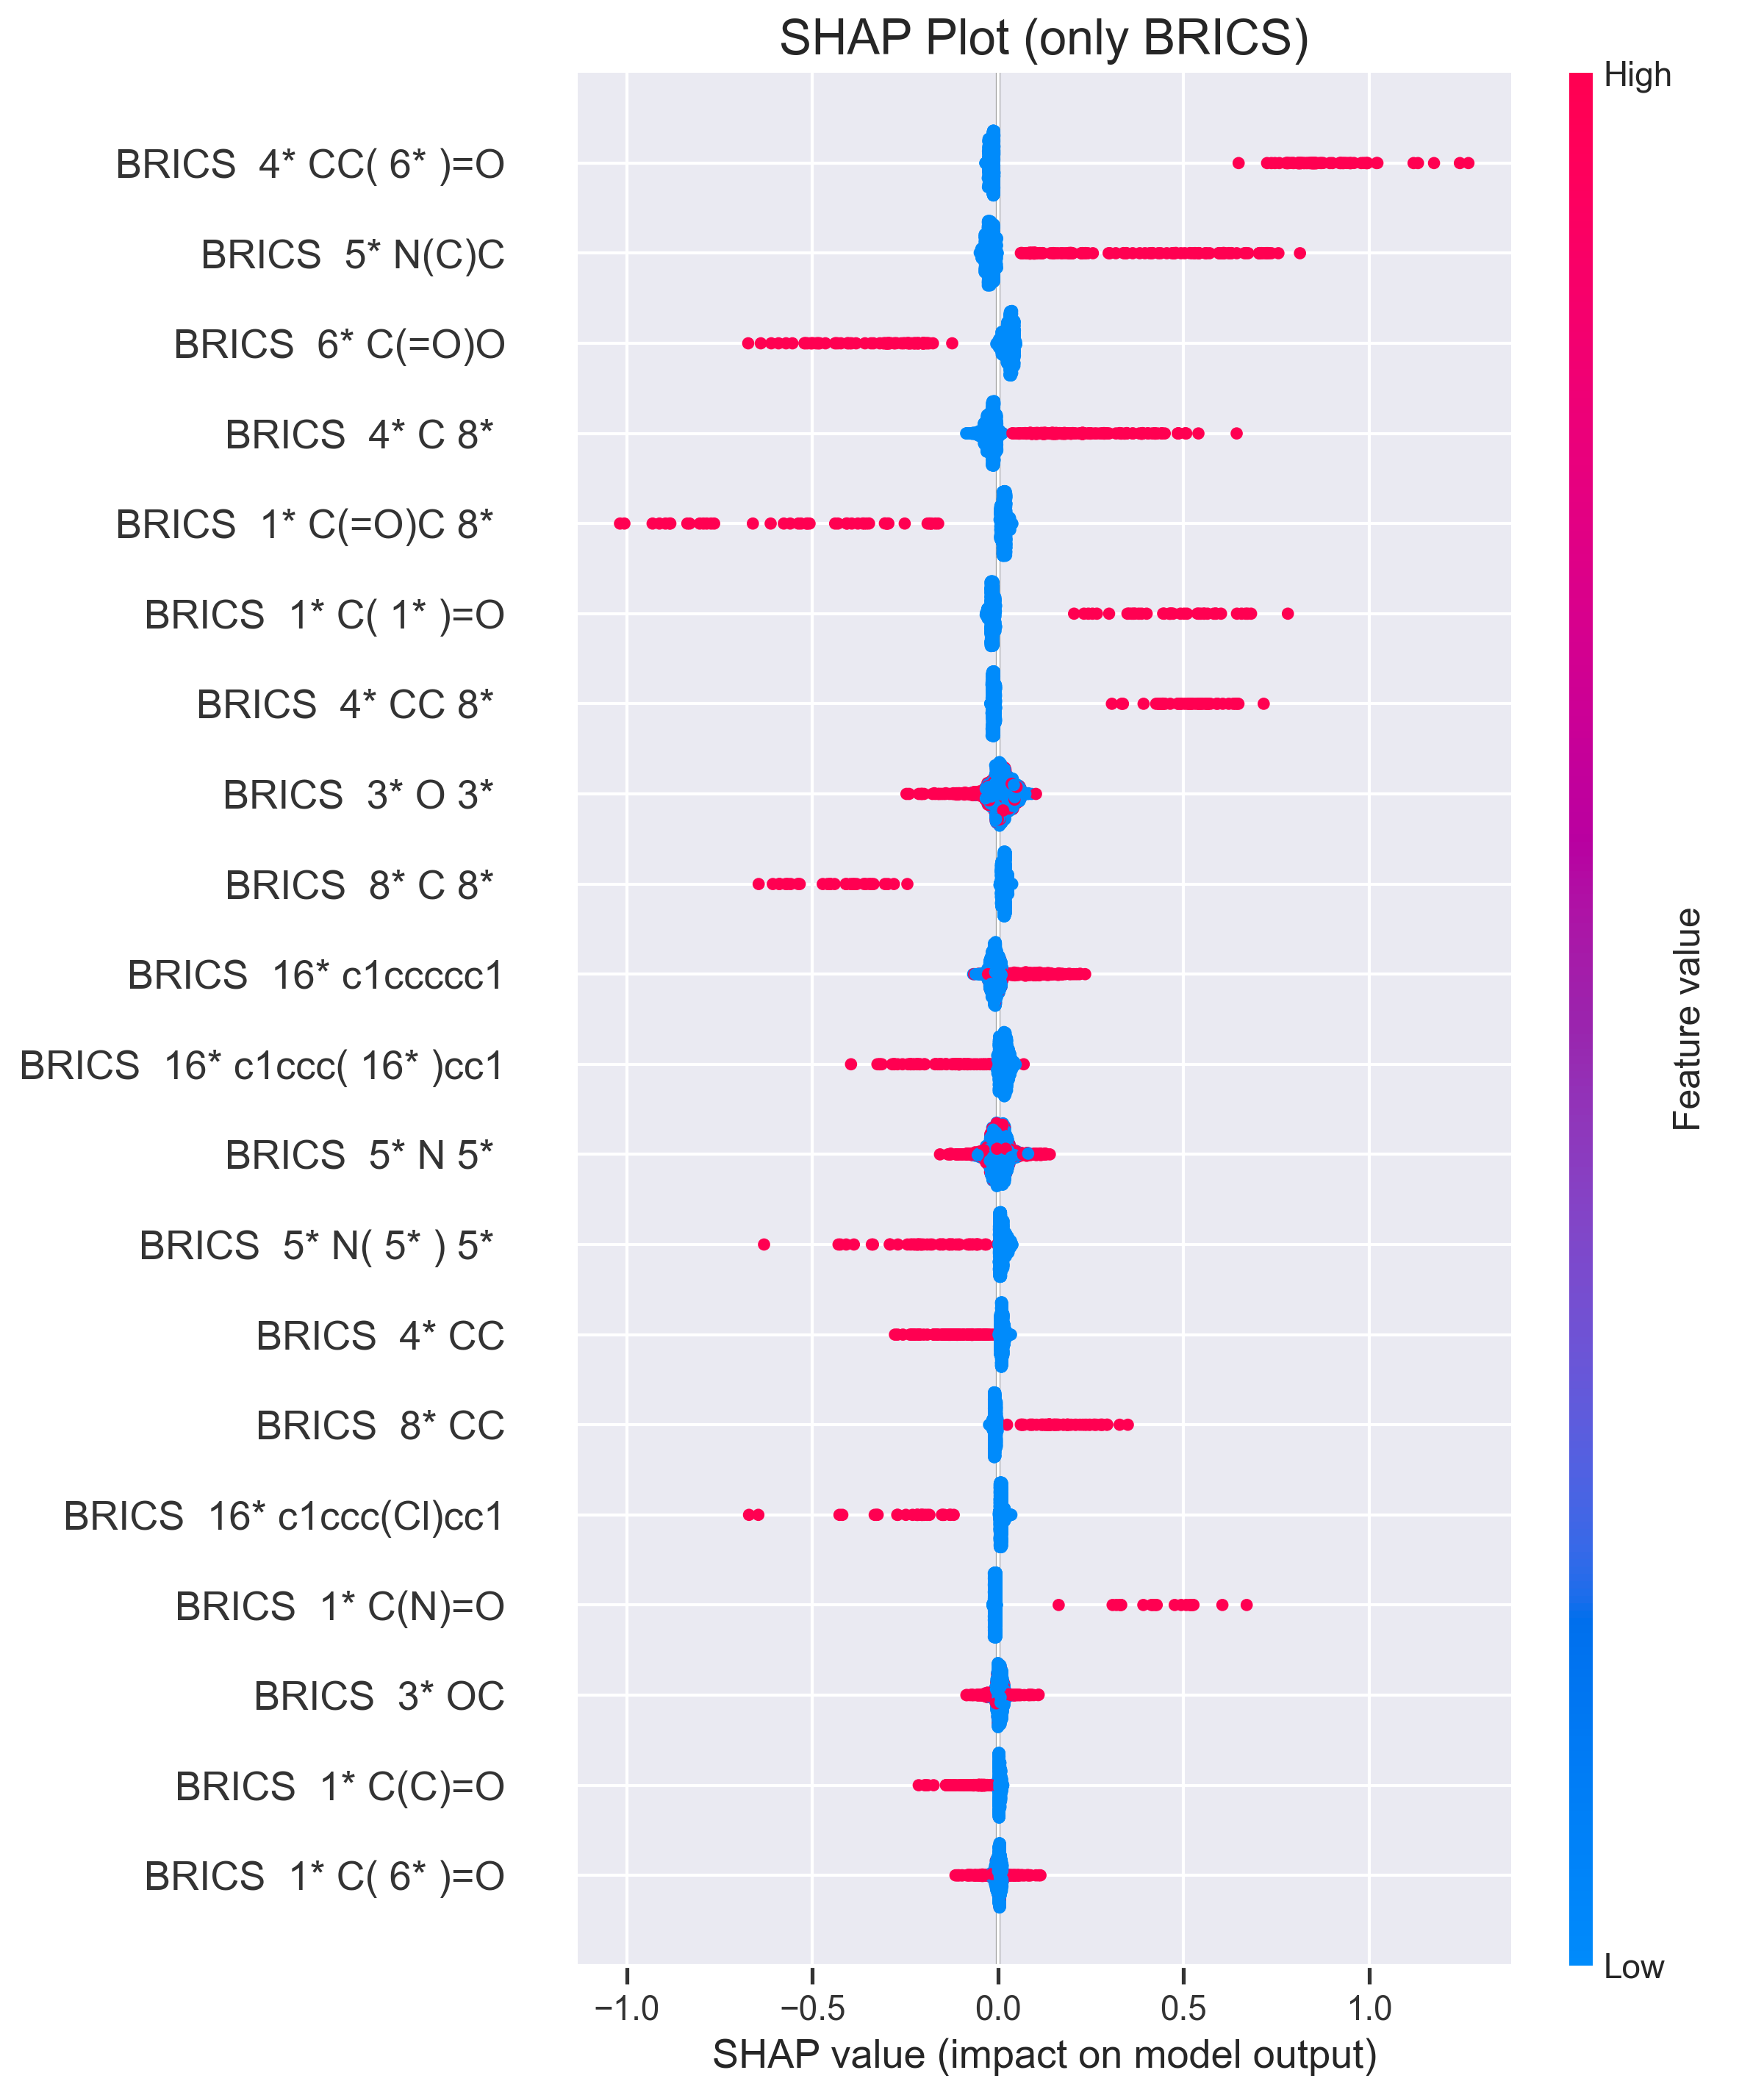 SHAP Plot (only BRICS)
High
BRICS  4* CC( 6* )=O
BRICS  5* N(C)C
BRICS  6* C(=O)O
BRICS  4* C 8*
BRICS  1* C(=O)C 8*
BRICS  1* C( 1* )=O
BRICS  4* CC 8*
BRICS  3* O 3*
BRICS  8* C 8*
BRICS  16* c1ccccc1
BRICS  16* c1ccc( 16* )cc1
BRICS  5* N 5*
BRICS  5* N( 5* ) 5*
BRICS  4* CC
BRICS  8* CC
BRICS  16* c1ccc(Cl)cc1
BRICS  1* C(N)=O
BRICS  3* OC
BRICS  1* C(C)=O
BRICS  1* C( 6* )=O
Feature value
Low
−1.0 −0.5 0.0 0.5 1.0
SHAP value (impact on model output)